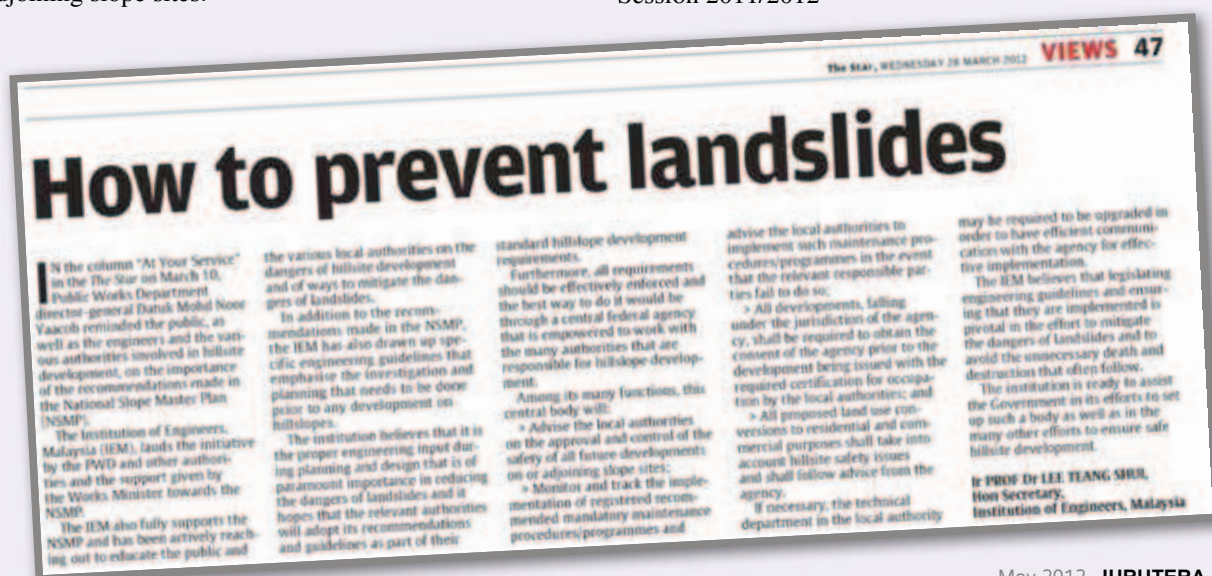 djoining slope sites.
Session 2011/2012
The Star, WEDNESDAY 28 MARCH 2012 VIEWS 47
How to prevent landslides
IN the column "At Your Service"
in the The Star on March 10,
Public Works Department
director-general Datuk Mohd Noor
Yaacob reminded the public, as
well as the engineers and the vari-
ous authorities involved in hillside
development, on the importance
of the recommendations made in
the National Slope Master Plan
(NSMP).
The Institution of Engineers,
Malaysia (IEM), lauds the initiative
by the PWD and other authori-
ties and the support given by
the Works Minister towards the
NSMP.
The IEM also fully supports the
NSMP and has been actively reach-
ing out to educate the public and
the various local authorities on the
dangers of hillside development
and of ways to mitigate the dan-
gers of landslides.
In addition to the recom-
mendations made in the NSMP,
the IEM has also drawn up spe-
cific engineering guidelines that
emphasise the investigation and
planning that needs to be done
prior to any development on
hillslopes.
The institution believes that it is
the proper engineering input dur-
ing planning and design that is of
paramount importance in reducing
the dangers of landslides and it
hopes that the relevant authorities
will adopt its recommendations
and guidelines as part of their
standard hillslope development
requirements.
Furthermore, all requirements
should be effectively enforced and
the best way to do it would be
through a central federal agency
that is empowered to work with
the many authorities that are
responsible for hillslope develop-
ment.
Among its many functions, this
central body will:
> Advise the local authorities
on the approval and control of the
safety of all future developments
on or adjoining slope sites;
> Monitor and track the imple-
mentation of registered recom-
mended mandatory maintenance
procedures/programmes and
advise the local authorities to
implement such maintenance pro-
cedures/programmes in the event
that the relevant responsible par-
ties fail to do so;
> All developments, falling
under the jurisdiction of the agen-
cy, shall be required to obtain the
consent of the agency prior to the
development being issued with the
required certification for occupa-
tion by the local authorities; and
> All proposed land use con-
versions to residential and com-
mercial purposes shall take into
account hillside safety issues
and shall follow advice from the
agency.
If necessary, the technical
department in the local authority
may be required to be upgraded in
order to have efficient communi-
cation with the agency for effec-
tive implementation.
The IEM believes that legislating
engineering guidelines and ensur-
ing that they are implemented is
pivotal in the effort to mitigate
the dangers of landslides and to
avoid the unnecessary death and
destruction that often follow.
The institution is ready to assist
the Government in its efforts to set
up such a body as well as in the
many other efforts to ensure safe
hillside development.
Ir PROF Dr LEE TEANG SHUI,
Hon Secretary,
Institution of Engineers, Malaysia
May 2012 JURUTERA